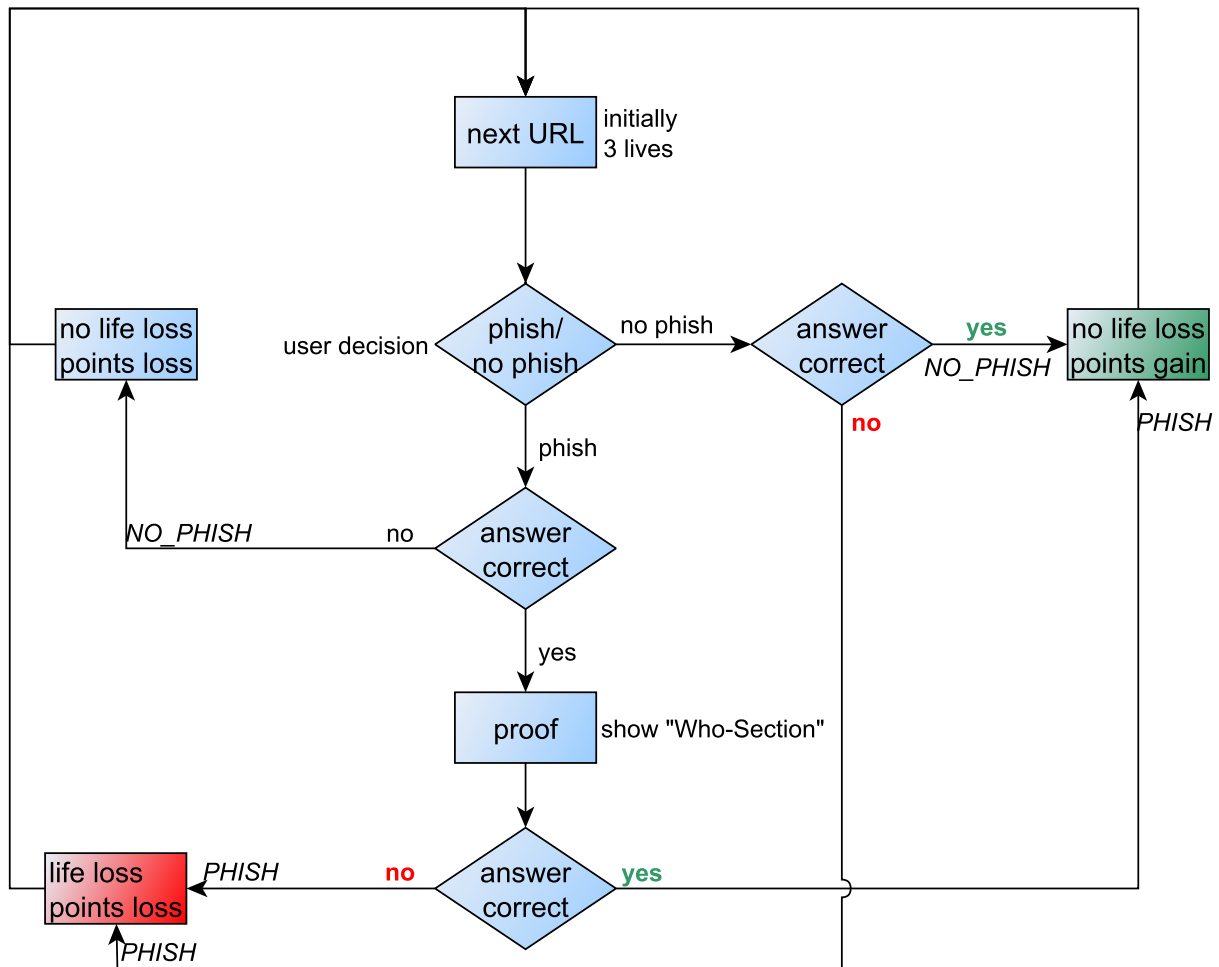 next URL
initially
3 lives
no life loss
points loss
user decision
phish/
no phish
no phish
answer
correct
yes
NO_PHISH
no life loss
points gain
no
PHISH
phish
NO_PHISH
no
answer
correct
yes
proof
show "Who-Section"
life loss
points loss
PHISH
no
answer
correct
yes
PHISH